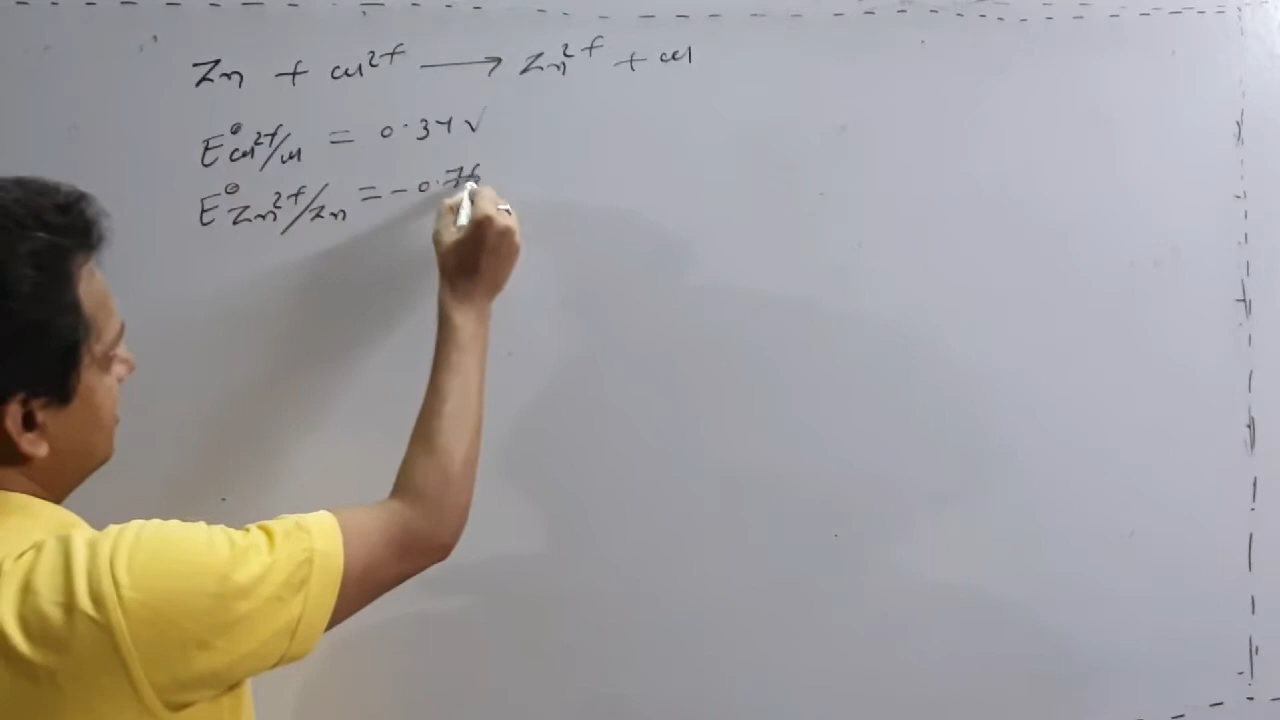 Zn + Cu²⁺ ⟶ Zn²⁺ + Cu
E° Cu²⁺/Cu = 0.34 V
E° Zn²⁺/Zn = -0.76